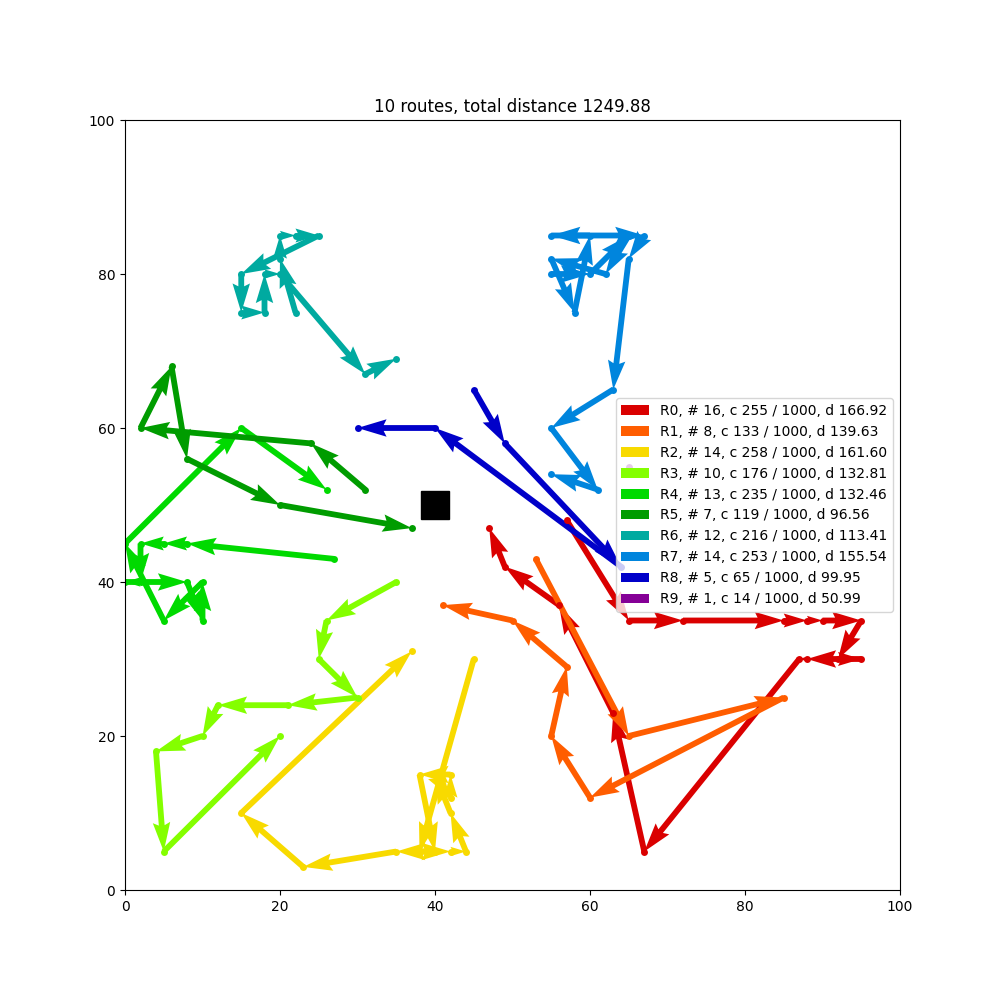 10 routes, total distance 1249.88
100
80
60
40
20
0
R0, # 16, c 255 / 1000, d 166.92
R1, # 8, c 133 / 1000, d 139.63
R2, # 14, c 258 / 1000, d 161.60
R3, # 10, c 176 / 1000, d 132.81
R4, # 13, c 235 / 1000, d 132.46
R5, # 7, c 119 / 1000, d 96.56
R6, # 12, c 216 / 1000, d 113.41
R7, # 14, c 253 / 1000, d 155.54
R8, # 5, c 65 / 1000, d 99.95
R9, # 1, c 14 / 1000, d 50.99
0 20 40 60 80 100